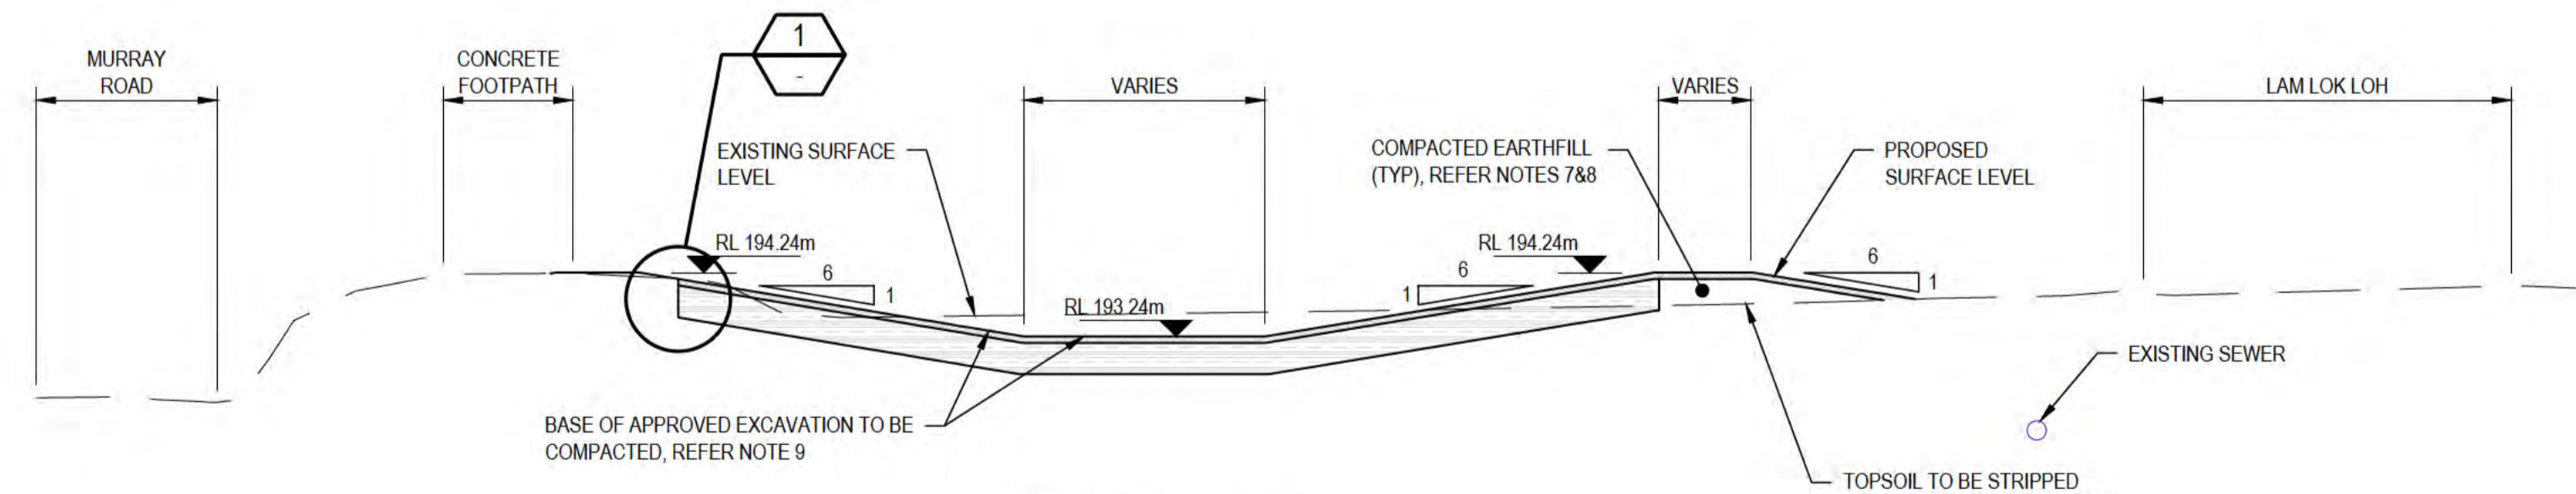 1
-
MURRAY
ROAD
CONCRETE
FOOTPATH
VARIES
VARIES
LAM LOK LOH
EXISTING SURFACE
LEVEL
COMPACTED EARTHFILL
(TYP), REFER NOTES 7&8
PROPOSED
SURFACE LEVEL
RL 194.24m
6
1
RL 193.24m
RL 194.24m
6
1
6
1
EXISTING SEWER
BASE OF APPROVED EXCAVATION TO BE
COMPACTED, REFER NOTE 9
TOPSOIL TO BE STRIPPED